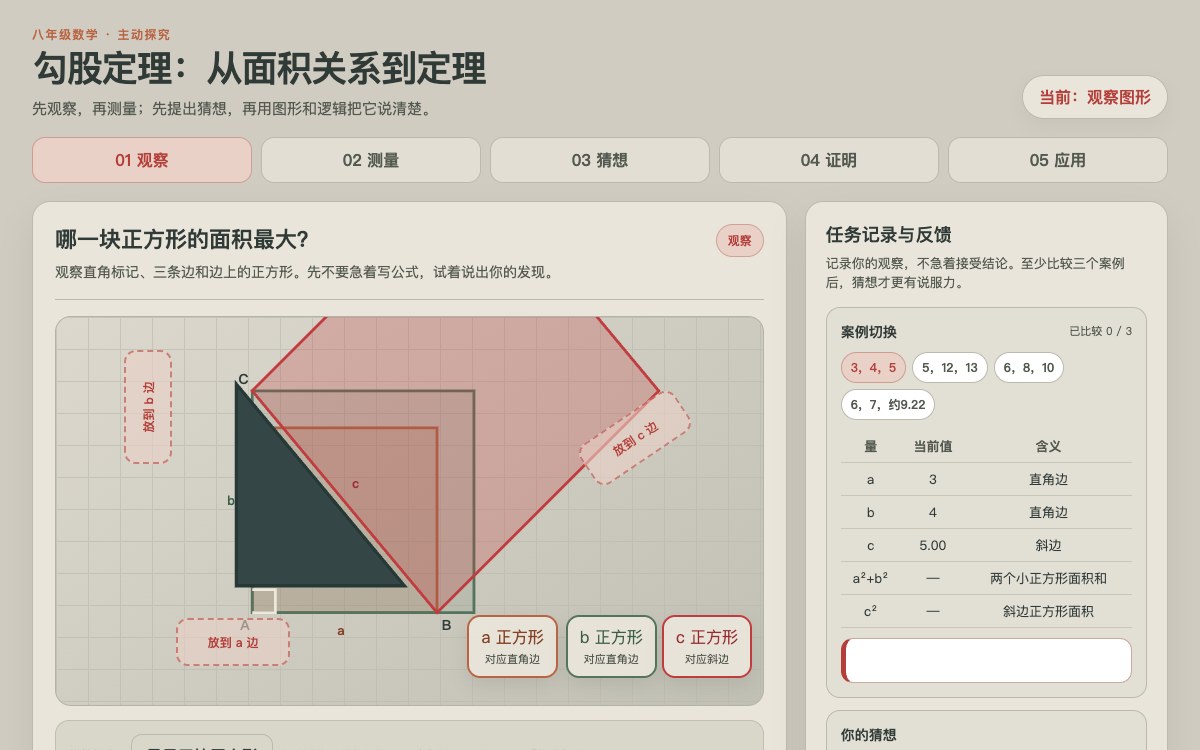 八年级数学 · 主动探究
勾股定理：从面积关系到定理
先观察，再测量；先提出猜想，再用图形和逻辑把它说清楚。
当前：观察图形
01 观察
02 测量
03 猜想
04 证明
05 应用
哪一块正方形的面积最大？
观察
观察直角标记、三条边和边上的正方形。先不要急着写公式，试着说出你的发现。
放到 b 边
C
b
c
放到 c 边
A
a
B
放到 a 边
a 正方形
对应直角边
b 正方形
对应直角边
c 正方形
对应斜边
任务记录与反馈
记录你的观察，不急着接受结论。至少比较三个案例
后，猜想才更有说服力。
案例切换
已比较 0 / 3
3，4，5
5，12，13
6，8，10
6，7，约9.22
量 当前值 含义
a 3 直角边
b 4 直角边
c 5.00 斜边
a²+b² — 两个小正方形面积和
c² — 斜边正方形面积
你的猜想